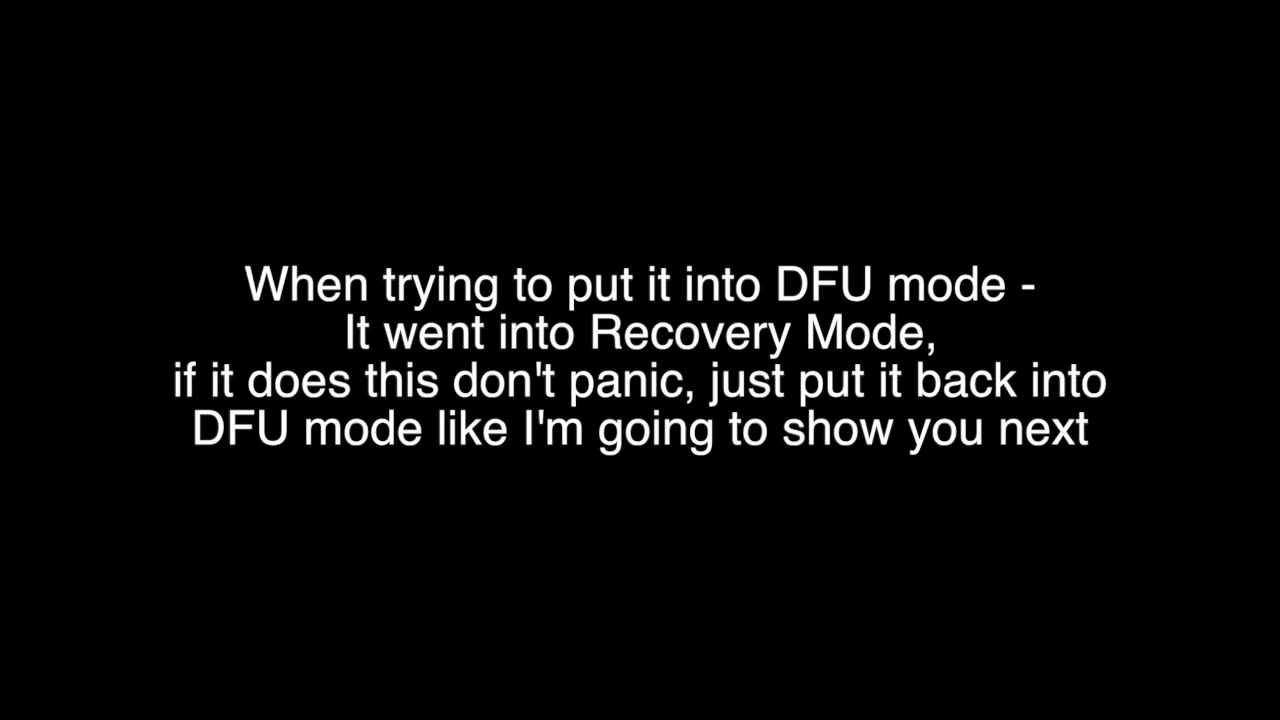 When trying to put it into DFU mode -
It went into Recovery Mode,
if it does this don't panic, just put it back into
DFU mode like I'm going to show you next